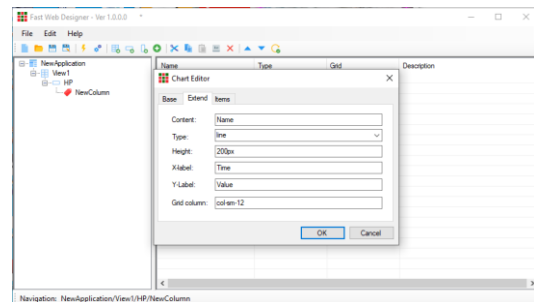 Fast Web Designer - Ver 1.0.0.0 *
File Edit Help
NewApplication
View1
HP
NewColumn
Name Type Grid Description
Chart Editor
Base Extend Items
Content: Name
Type: line
Height: 200px
X-label: Time
Y-Label: Value
Grid column: col-sm-12
OK Cancel
Navigation: NewApplication/View1/HP/NewColumn